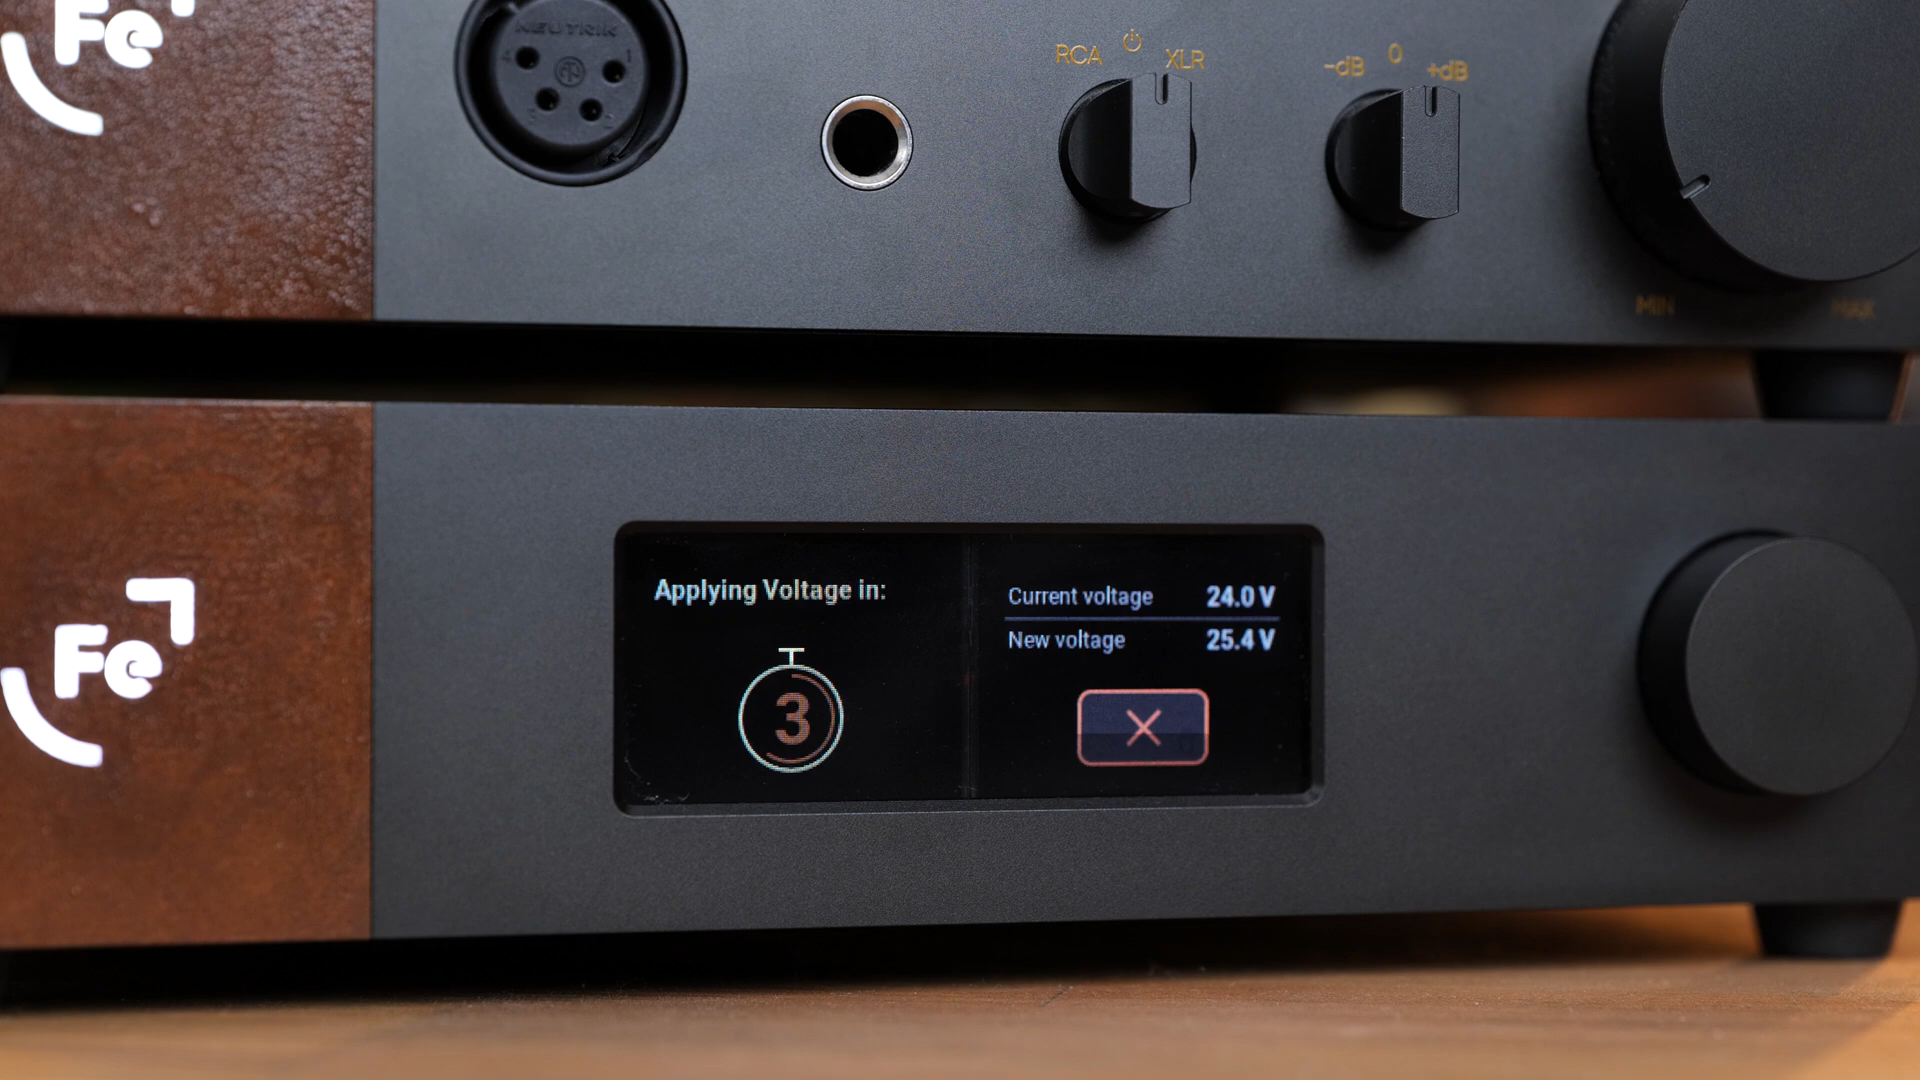 Fe
NEUTRIK
RCA XLR
-dB 0 +dB
MIN MAX
Fe
Applying Voltage in:
3
Current voltage 24.0 V
New voltage 25.4 V